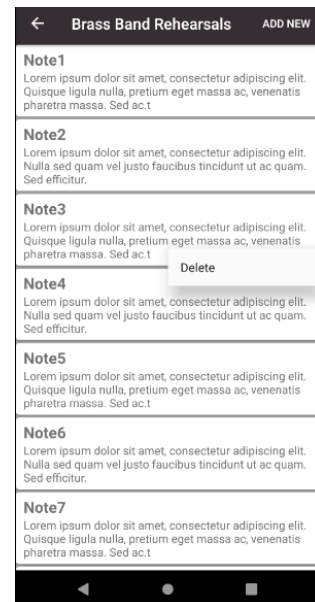 Brass Band Rehearsals ADD NEW
Note1
Lorem ipsum dolor sit amet, consectetur adipiscing elit.
Quisque ligula nulla, pretium eget massa ac, venenatis
pharetra massa. Sed ac.t
Note2
Lorem ipsum dolor sit amet, consectetur adipiscing elit.
Nulla sed quam vel justo faucibus tincidunt ut ac quam.
Sed efficitur.
Note3
Lorem ipsum dolor sit amet, consectetur adipiscing elit.
Quisque ligula nulla, pretium eget massa ac, venenatis
pharetra massa. Sed ac.t
Delete
Note4
Lorem ipsum dolor sit amet, consectetur adipiscing elit.
Nulla sed quam vel justo faucibus tincidunt ut ac quam.
Sed efficitur.
Note5
Lorem ipsum dolor sit amet, consectetur adipiscing elit.
Quisque ligula nulla, pretium eget massa ac, venenatis
pharetra massa. Sed ac.t
Note6
Lorem ipsum dolor sit amet, consectetur adipiscing elit.
Nulla sed quam vel justo faucibus tincidunt ut ac quam.
Sed efficitur.
Note7
Lorem ipsum dolor sit amet, consectetur adipiscing elit.
Quisque ligula nulla, pretium eget massa ac, venenatis
pharetra massa. Sed ac.t